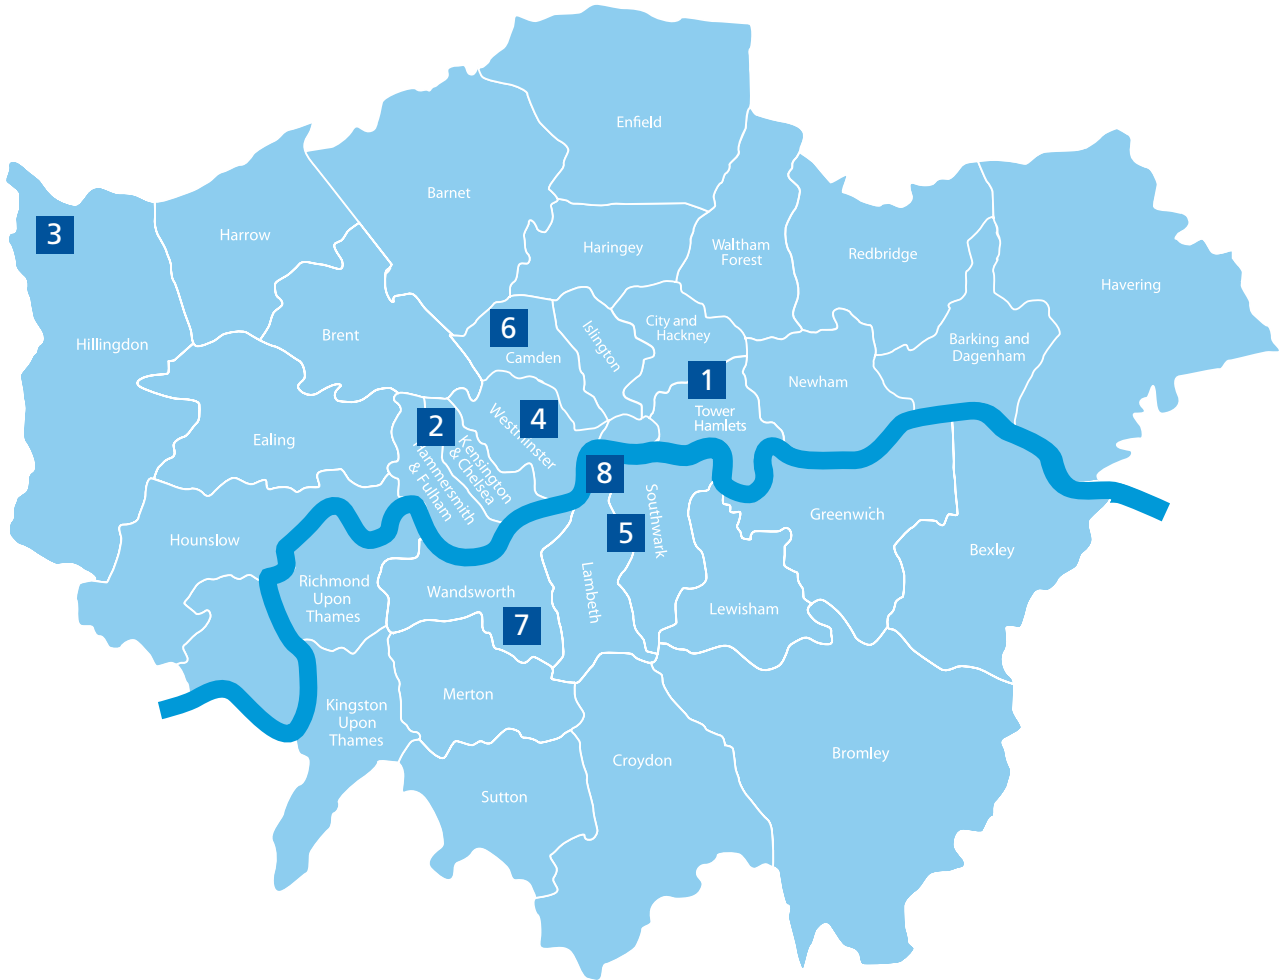 Enfield
Barnet
3
Harrow
Haringey
Waltham
Forest
Redbridge
Havering
6
Camden
Islington
City and
Hackney
Brent
Hillingdon
Barking and
Dagenham
1
Newham
Tower
Hamlets
2
4
Westminster
Ealing
Kensington
& Chelsea
Hammersmith
& Fulham
8
5
Southwark
Greenwich
Hounslow
Bexley
Richmond
Upon
Thames
Wandsworth
Lambeth
Lewisham
7
Merton
Kingston
Upon
Thames
Croydon
Bromley
Sutton